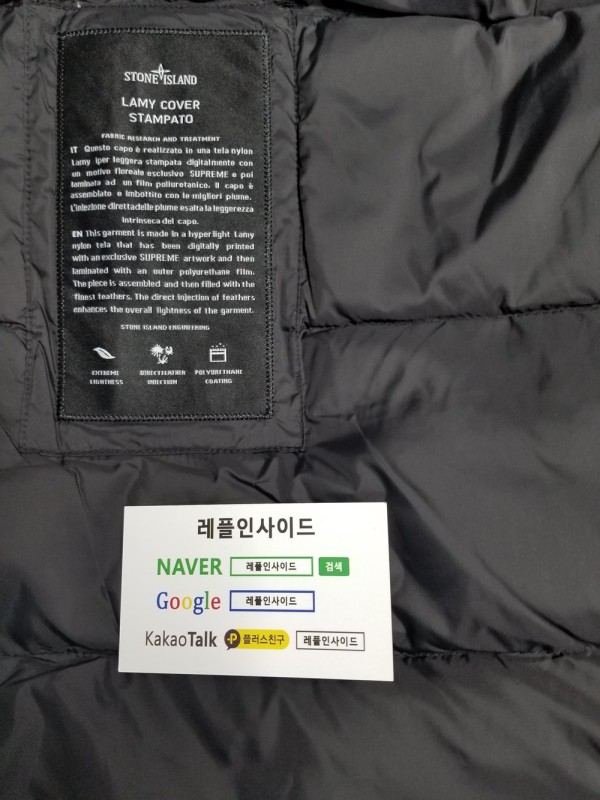 STONE ISLAND
LAMY COVER
STAMPATO
FABRIC RESEARCH AND TREATMENT
IT Questo capo è realizzato in una tela nylon
Lamy iper leggera stampata digitalmente con
un motivo floreale esclusivo SUPREME e poi
laminata ad un film poliuretanico. Il capo è
assemblato e imbottito con le migliori piume.
L'iniezione diretta delle piume esalta la leggerezza
intrinseca del capo.
EN This garment is made in a hyper light Lamy
nylon tela that has been digitally printed
with an exclusive SUPREME artwork and then
laminated with an outer polyurethane film.
The piece is assembled and then filled with the
finest feathers. The direct injection of feathers
enhances the overall lightness of the garment.
STONE ISLAND ENGINEERING
EXTREME
LIGHTNESS
DIRECT FEATHER
INJECTION
POLYURETHANE
COATING
레플인사이드
NAVER 레플인사이드 검색
Google 레플인사이드
KakaoTalk P 플러스친구 레플인사이드